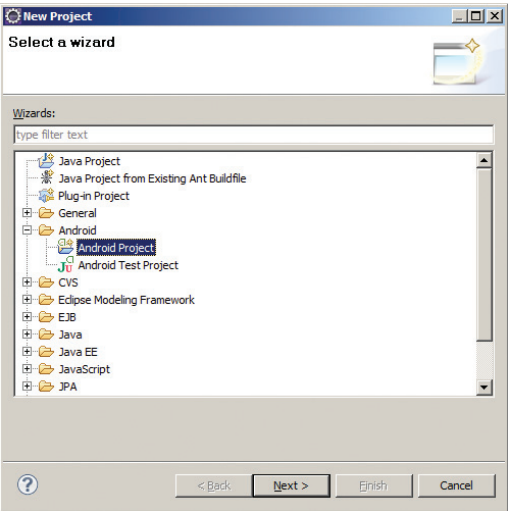 New Project
Select a wizard
Wizards:
type filter text
Java Project
Java Project from Existing Ant Buildfile
Plug-in Project
General
Android
Android Project
Android Test Project
CVS
Eclipse Modeling Framework
EJB
Java
Java EE
JavaScript
JPA
< Back Next > Finish Cancel